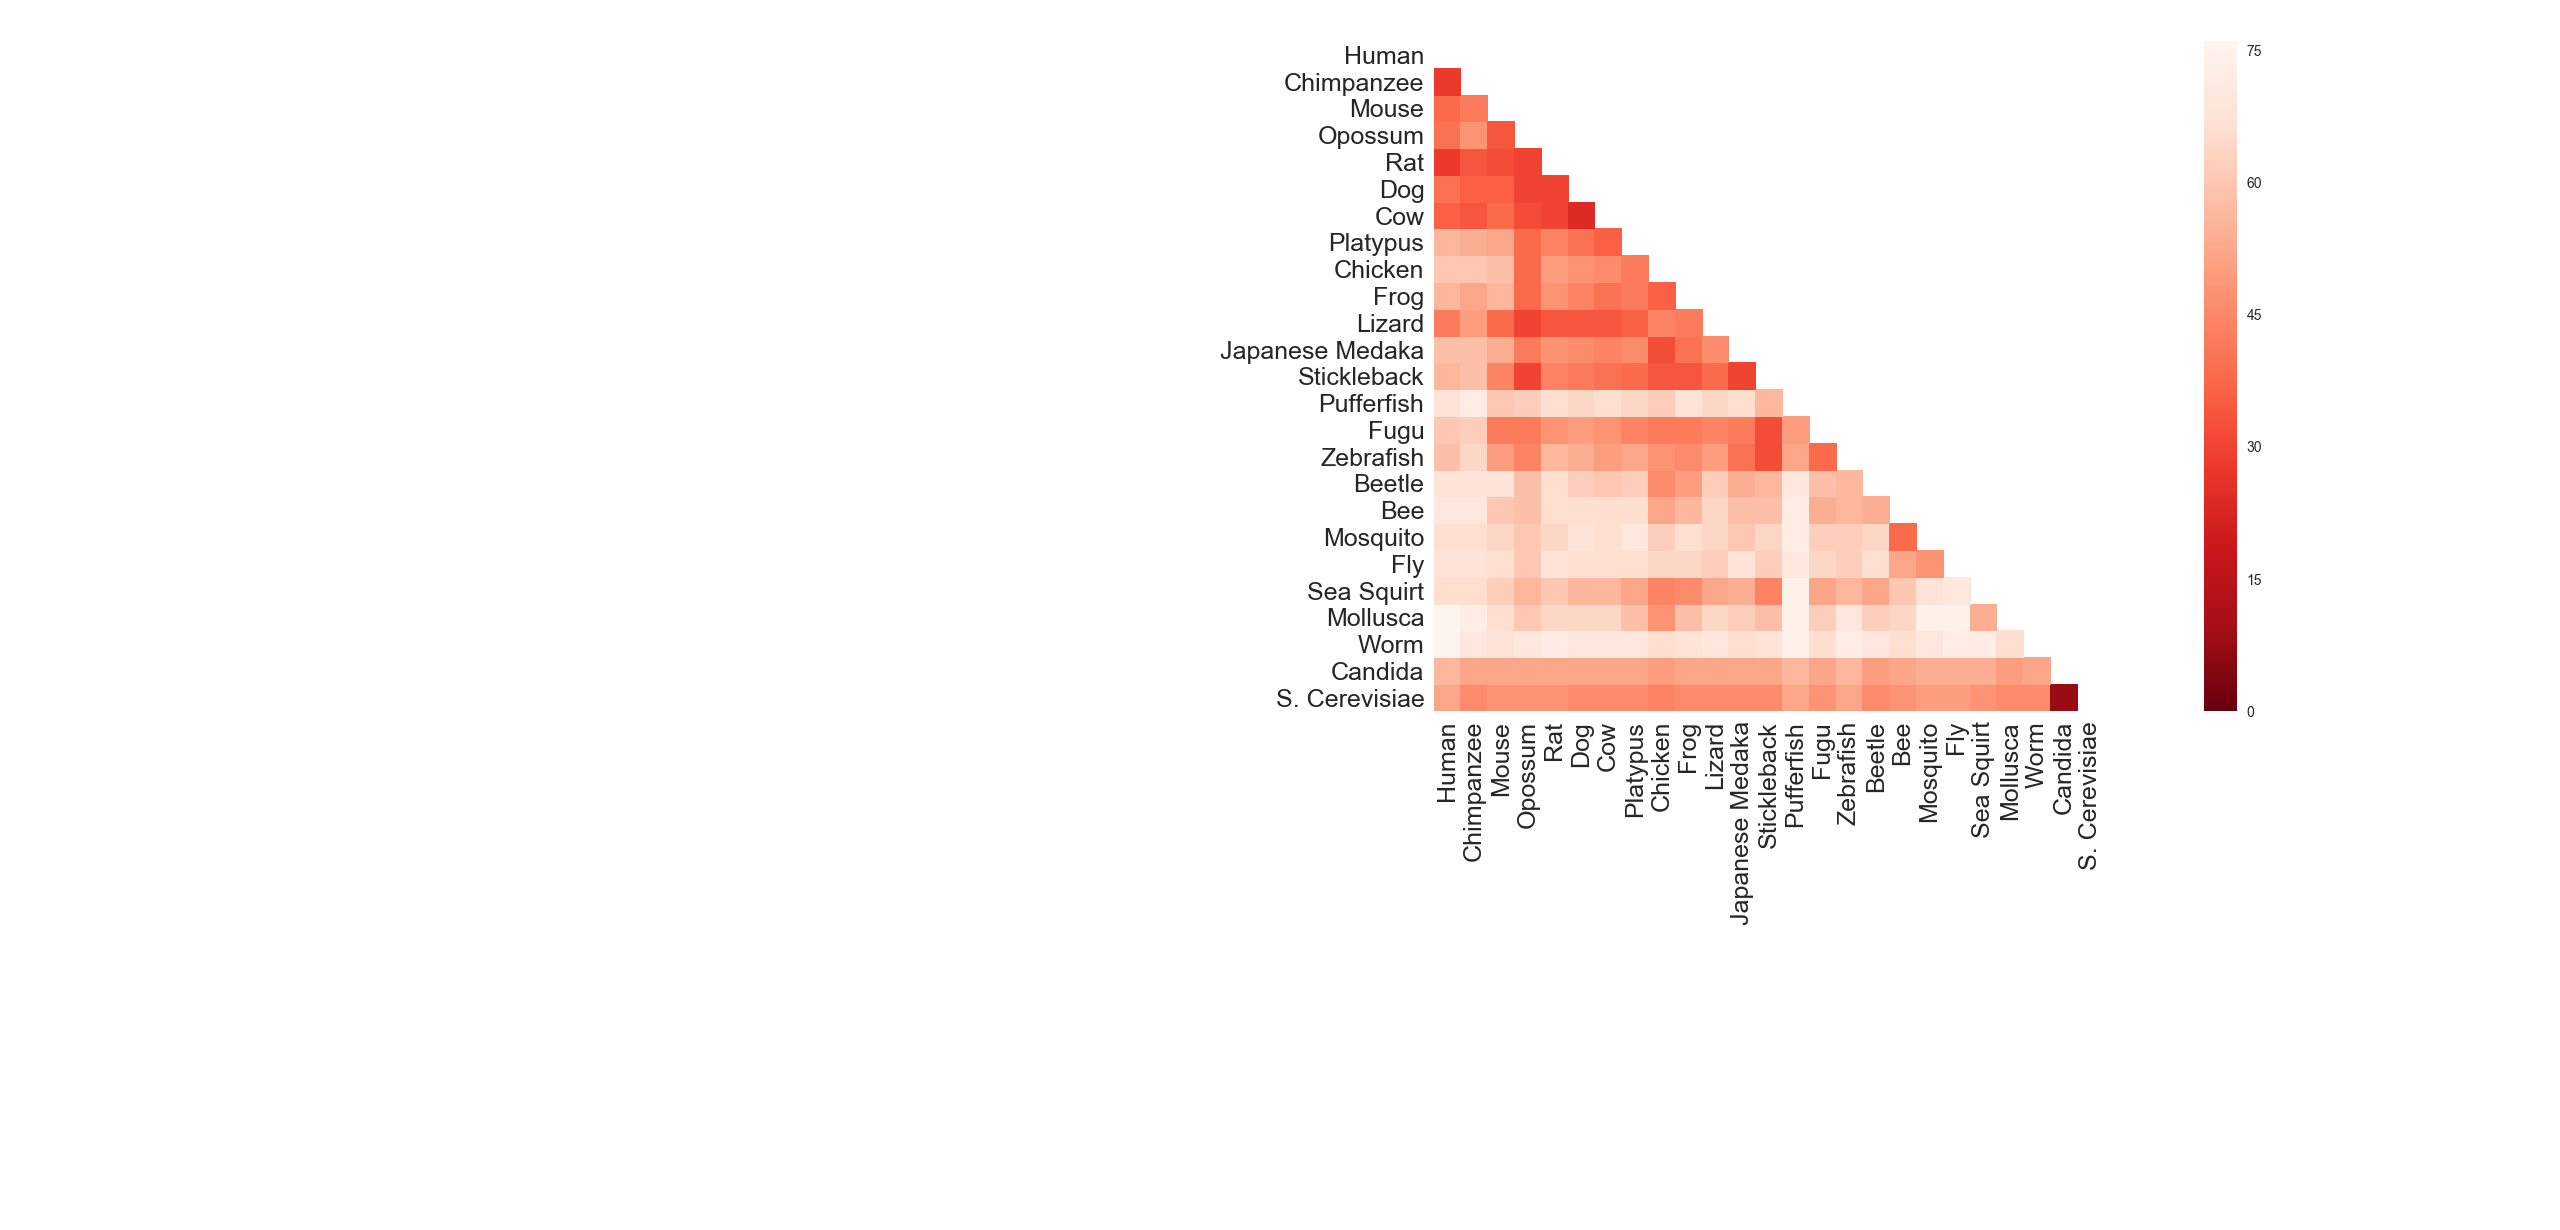 Human
Chimpanzee
Mouse
Opossum
Rat
Dog
Cow
Platypus
Chicken
Frog
Lizard
Japanese Medaka
Stickleback
Pufferfish
Fugu
Zebrafish
Beetle
Bee
Mosquito
Fly
Sea Squirt
Mollusca
Worm
Candida
S. Cerevisiae
Human
Chimpanzee
Mouse
Opossum
Rat
Dog
Cow
Platypus
Chicken
Frog
Lizard
Japanese Medaka
Stickleback
Pufferfish
Fugu
Zebrafish
Beetle
Bee
Mosquito
Fly
Sea Squirt
Mollusca
Worm
Candida
S. Cerevisiae
75
60
45
30
15
0